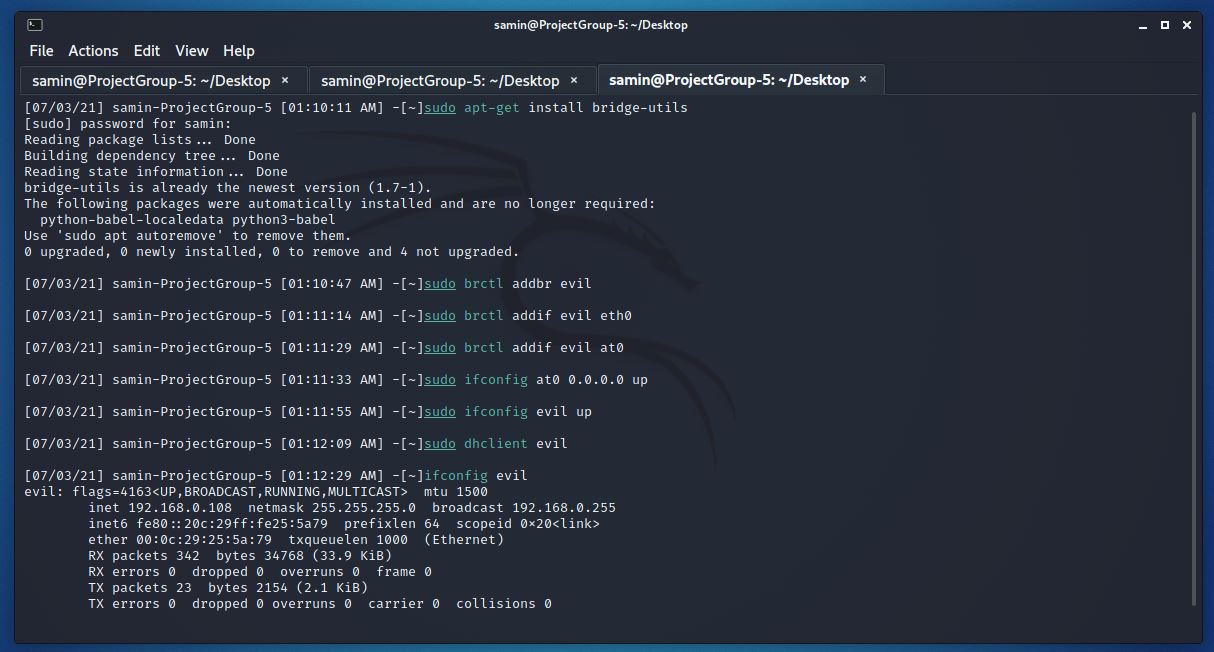 samin@ProjectGroup-5: ~/Desktop
File Actions Edit View Help
samin@ProjectGroup-5: ~/Desktop × samin@ProjectGroup-5: ~/Desktop × samin@ProjectGroup-5: ~/Desktop ×
[07/03/21] samin-ProjectGroup-5 [01:10:11 AM] -[~]sudo apt-get install bridge-utils
[sudo] password for samin:
Reading package lists... Done
Building dependency tree... Done
Reading state information... Done
bridge-utils is already the newest version (1.7-1).
The following packages were automatically installed and are no longer required:
  python-babel-localedata python3-babel
Use 'sudo apt autoremove' to remove them.
0 upgraded, 0 newly installed, 0 to remove and 4 not upgraded.
[07/03/21] samin-ProjectGroup-5 [01:10:47 AM] -[~]sudo brctl addbr evil
[07/03/21] samin-ProjectGroup-5 [01:11:14 AM] -[~]sudo brctl addif evil eth0
[07/03/21] samin-ProjectGroup-5 [01:11:29 AM] -[~]sudo brctl addif evil at0
[07/03/21] samin-ProjectGroup-5 [01:11:33 AM] -[~]sudo ifconfig at0 0.0.0.0 up
[07/03/21] samin-ProjectGroup-5 [01:11:55 AM] -[~]sudo ifconfig evil up
[07/03/21] samin-ProjectGroup-5 [01:12:09 AM] -[~]sudo dhclient evil
[07/03/21] samin-ProjectGroup-5 [01:12:29 AM] -[~]ifconfig evil
evil: flags=4163<UP,BROADCAST,RUNNING,MULTICAST>  mtu 1500
        inet 192.168.0.108  netmask 255.255.255.0  broadcast 192.168.0.255
        inet6 fe80::20c:29ff:fe25:5a79  prefixlen 64  scopeid 0×20<link>
        ether 00:0c:29:25:5a:79  txqueuelen 1000  (Ethernet)
        RX packets 342  bytes 34768 (33.9 KiB)
        RX errors 0  dropped 0  overruns 0  frame 0
        TX packets 23  bytes 2154 (2.1 KiB)
        TX errors 0  dropped 0 overruns 0  carrier 0  collisions 0